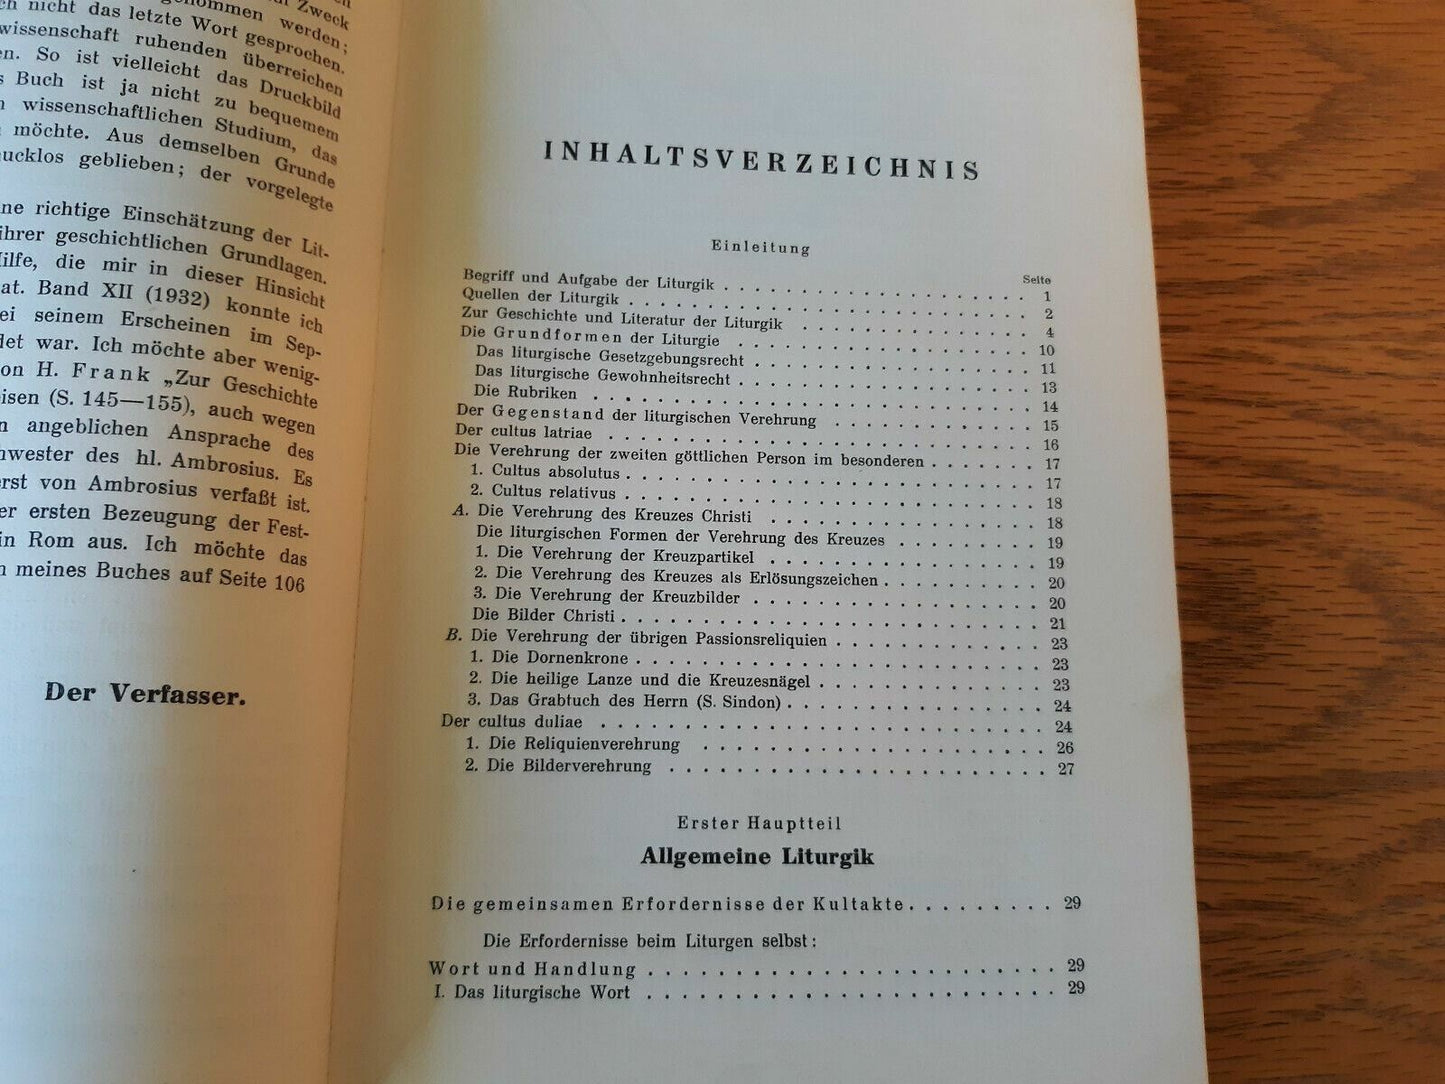 nommen werden;
ch nicht das letzte Wort gesprochen.
wissenschaft ruhenden überreichen
en. So ist vielleicht das Druckbild
s Buch ist ja nicht zu bequemem
n wissenschaftlichen Studium, das
möchte. Aus demselben Grunde
ucklos geblieben; der vorgelegte
ne richtige Einschätzung der Lit-
ihrer geschichtlichen Grundlagen.
Hilfe, die mir in dieser Hinsicht
at. Band XII (1932) konnte ich
ei seinem Erscheinen im Sep-
det war. Ich möchte aber wenig-
on H. Frank „Zur Geschichte
isen (S. 145—155), auch wegen
n angeblichen Ansprache des
hwester des hl. Ambrosius. Es
erst von Ambrosius verfaßt ist.
er ersten Bezeugung der Fest-
in Rom aus. Ich möchte das
n meines Buches auf Seite 106
Der Verfasser.
INHALTSVERZEICHNIS
Einleitung
Seite
Begriff und Aufgabe der Liturgik . . . . . . . . . . . . . . . . . . . 1
Quellen der Liturgik . . . . . . . . . . . . . . . . . . . . . . . . 2
Zur Geschichte und Literatur der Liturgik . . . . . . . . . . . . . . 4
Die Grundformen der Liturgie . . . . . . . . . . . . . . . . . . 10
Das liturgische Gesetzgebungsrecht . . . . . . . . . . . . . . . . . 11
Das liturgische Gewohnheitsrecht . . . . . . . . . . . . . . . . . . 13
Die Rubriken . . . . . . . . . . . . . . . . . . . . . . . . . . 14
Der Gegenstand der liturgischen Verehrung . . . . . . . . . . . . . 15
Der cultus latriae . . . . . . . . . . . . . . . . . . . . . . . . . 16
Die Verehrung der zweiten göttlichen Person im besonderen . . . . . . . 17
1. Cultus absolutus . . . . . . . . . . . . . . . . . . . . . . . . 17
2. Cultus relativus . . . . . . . . . . . . . . . . . . . . . . . . 18
A. Die Verehrung des Kreuzes Christi . . . . . . . . . . . . . . . . 18
Die liturgischen Formen der Verehrung des Kreuzes . . . . . . . . . 19
1. Die Verehrung der Kreuzpartikel . . . . . . . . . . . . . . . . 19
2. Die Verehrung des Kreuzes als Erlösungszeichen . . . . . . . . . . 20
3. Die Verehrung der Kreuzbilder . . . . . . . . . . . . . . . . . 20
Die Bilder Christi . . . . . . . . . . . . . . . . . . . . . . . . 21
B. Die Verehrung der übrigen Passionsreliquien . . . . . . . . . . . . . 23
1. Die Dornenkrone . . . . . . . . . . . . . . . . . . . . . . . 23
2. Die heilige Lanze und die Kreuzesnägel . . . . . . . . . . . . . . 23
3. Das Grabtuch des Herrn (S. Sindon) . . . . . . . . . . . . . . . . 24
Der cultus duliae . . . . . . . . . . . . . . . . . . . . . . . . . 24
1. Die Reliquienverehrung . . . . . . . . . . . . . . . . . . . . 26
2. Die Bilderverehrung . . . . . . . . . . . . . . . . . . . . . . 27
Erster Hauptteil
Allgemeine Liturgik
Die gemeinsamen Erfordernisse der Kultakte . . . . . . . . . 29
Die Erfordernisse beim Liturgen selbst:
Wort und Handlung . . . . . . . . . . . . . . . . . . . . . . . . 29
I. Das liturgische Wort . . . . . . . . . . . . . . . . . . . . . . . . 29